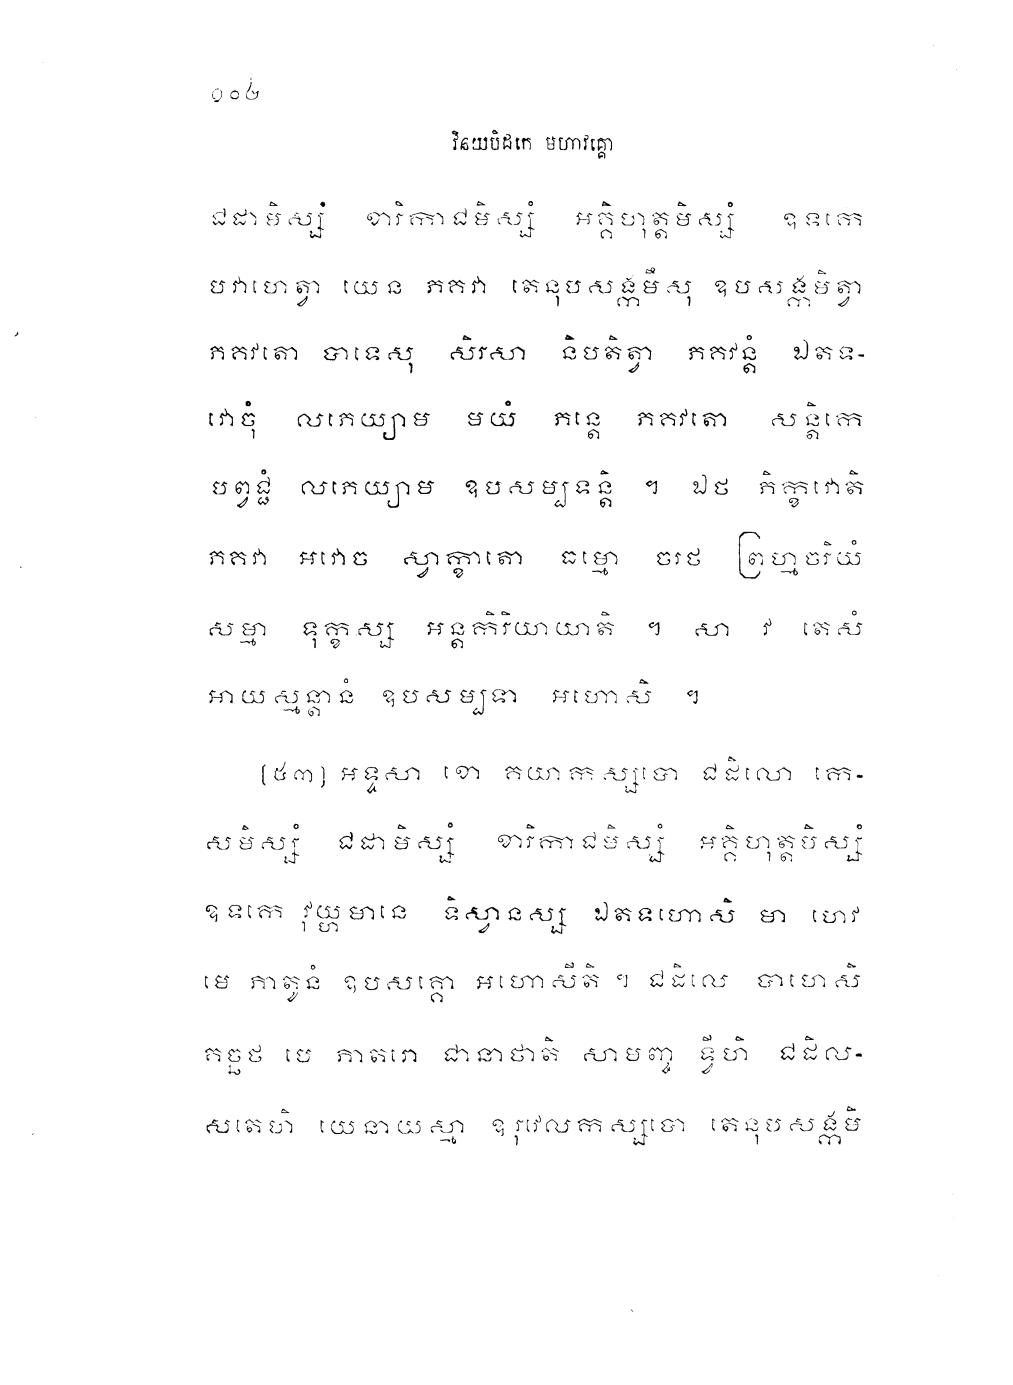 ១០៤
វិនយបិដកេ មហាវគ្គោ
ជដាមិស្សំ ខារិកាជមិស្សំ អគ្គិហុត្តមិស្សំ ឧទកេ
បវាហេត្វា យេន ភគវា តេនុបសង្កមឹសុ ឧបសង្កមិត្វា
ភគវតោ បាទេសុ សិរសា និបតិត្វា ភគវន្តំ ឯតទ-
វោចុំ លភេយ្យាម មយំ ភន្តេ ភគវតោ សន្តិកេ
បព្វជ្ជំ លភេយ្យាម ឧបសម្បទន្តិ ។ ឯថ ភិក្ខវោតិ
ភគវា អវោច ស្វាក្ខាតោ ធម្មោ ចរថ ព្រហ្មចរិយំ
សម្មា ទុក្ខស្ស អន្តកិរិយាយាតិ ។ សា វ តេសំ
អាយស្មន្តានំ ឧបសម្បទា អហោសិ ។
(៥៣) អទ្ទសា ខោ គយាកស្សបោ ជដិលោ កេ-
សមិស្សំ ជដាមិស្សំ ខារិកាជមិស្សំ អគ្គិហុត្តមិស្សំ
ឧទកេ វុយ្ហមានេ ទិស្វានស្ស ឯតទហោសិ មា ហេវ
មេ ភាតូនំ ឧបសគ្គោ អហោសីតិ ។ ជដិលេ បាហេសិ
គច្ឆថ មេ ភាតរោ ជានាថាតិ សាមញ្ច ទ្វីហិ ជដិល-
សតេហិ យេនាយស្មា ឧរុវេលកស្សបោ តេនុបសង្កមិ